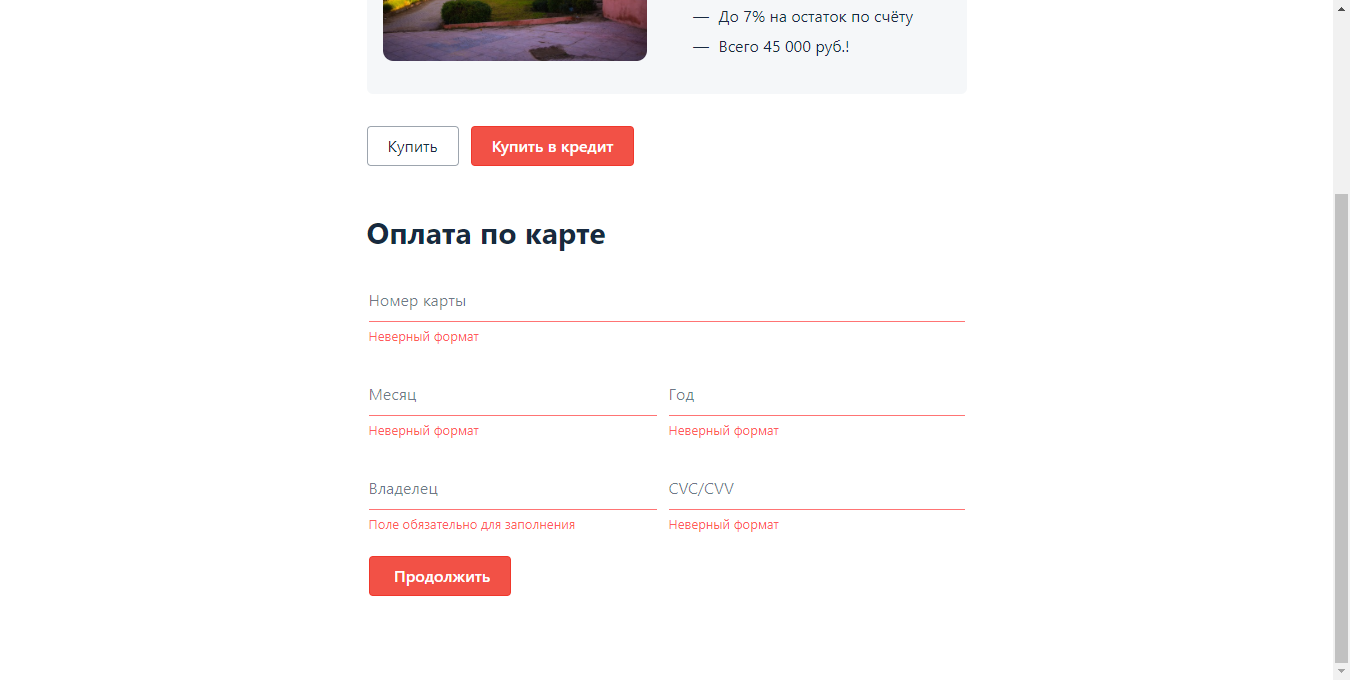 — До 7% на остаток по счёту
— Всего 45 000 руб.!
Купить Купить в кредит
Оплата по карте
Номер карты
Неверный формат
Месяц Год
Неверный формат Неверный формат
Владелец CVC/CVV
Поле обязательно для заполнения Неверный формат
Продолжить